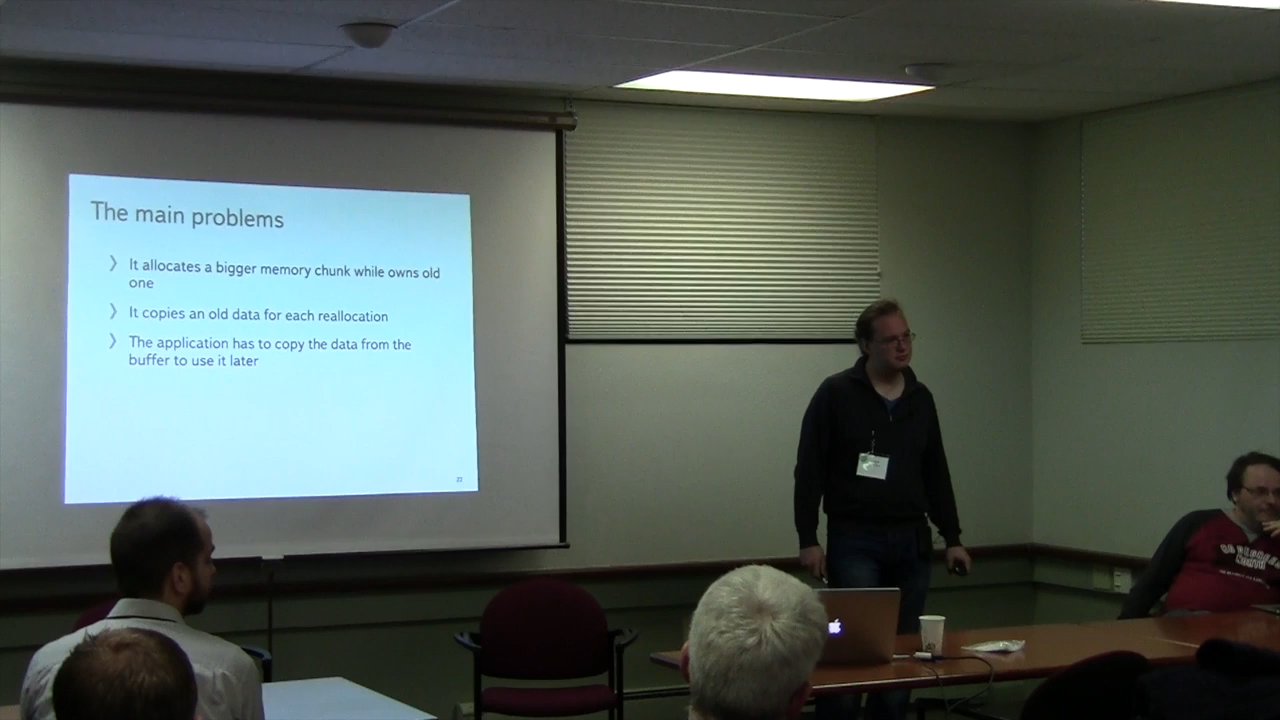 The main problems
It allocates a bigger memory chunk while owns old
one
It copies an old data for each reallocation
The application has to copy the data from the
buffer to use it later
22